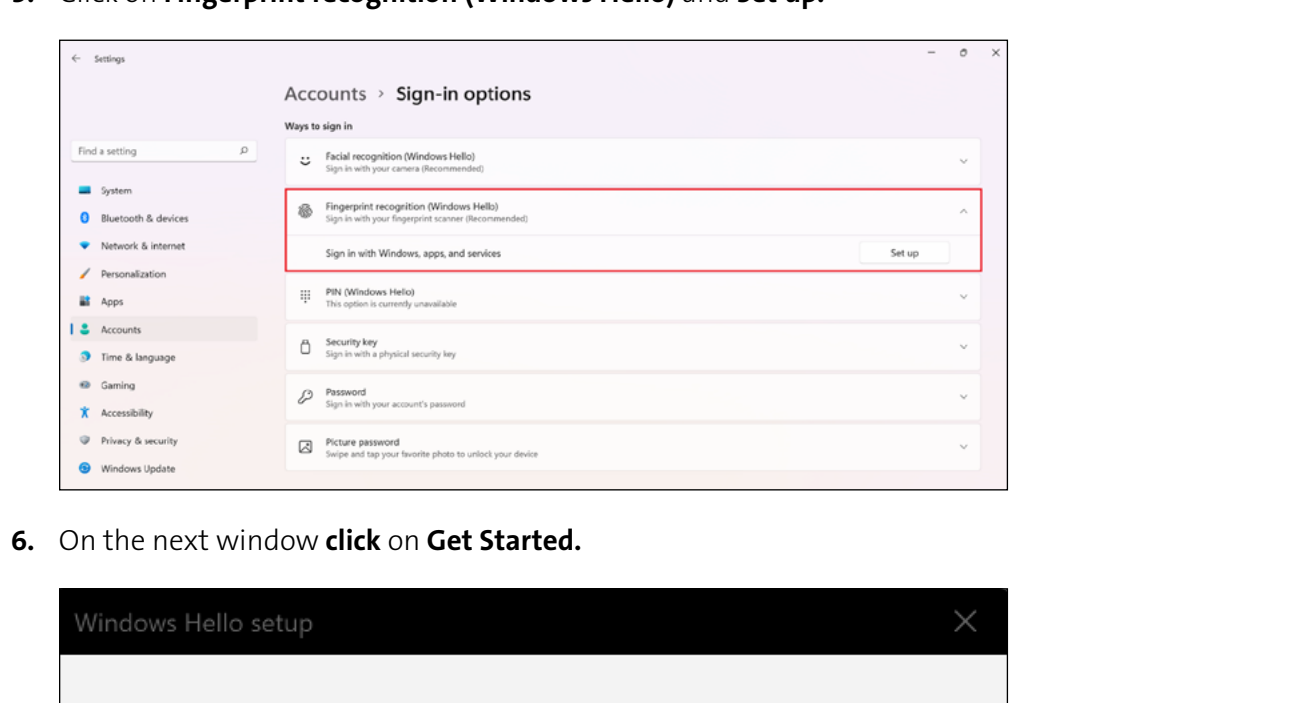 5. Click on Fingerprint recognition (Windows Hello) and Set up.
Settings
Accounts > Sign-in options
Ways to sign in
Find a setting
System
Bluetooth & devices
Network & internet
Personalization
Apps
Accounts
Time & language
Gaming
Accessibility
Privacy & security
Windows Update
Facial recognition (Windows Hello)
Sign in with your camera (Recommended)
Fingerprint recognition (Windows Hello)
Sign in with your fingerprint scanner (Recommended)
Sign in with Windows, apps, and services
Set up
PIN (Windows Hello)
This option is currently unavailable
Security key
Sign in with a physical security key
Password
Sign in with your account's password
Picture password
Swipe and tap your favorite photo to unlock your device
6. On the next window click on Get Started.
Windows Hello setup